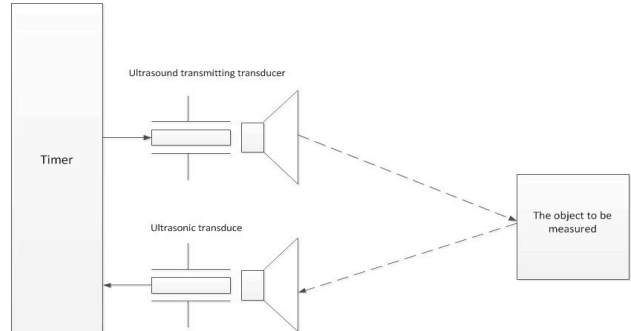 Ultrasound transmitting transducer
Timer
The object to be
measured
Ultrasonic transduce